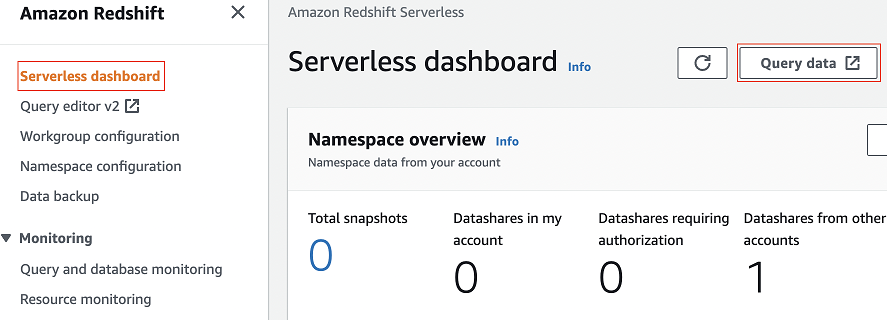 Amazon Redshift
Serverless dashboard
Query editor v2
Workgroup configuration
Namespace configuration
Data backup
Monitoring
Query and database monitoring
Resource monitoring
Amazon Redshift Serverless
Serverless dashboard Info
Query data
Namespace overview Info
Namespace data from your account
Total snapshots
0
Datashares in my
account
0
Datashares requiring
authorization
0
Datashares from other
accounts
1